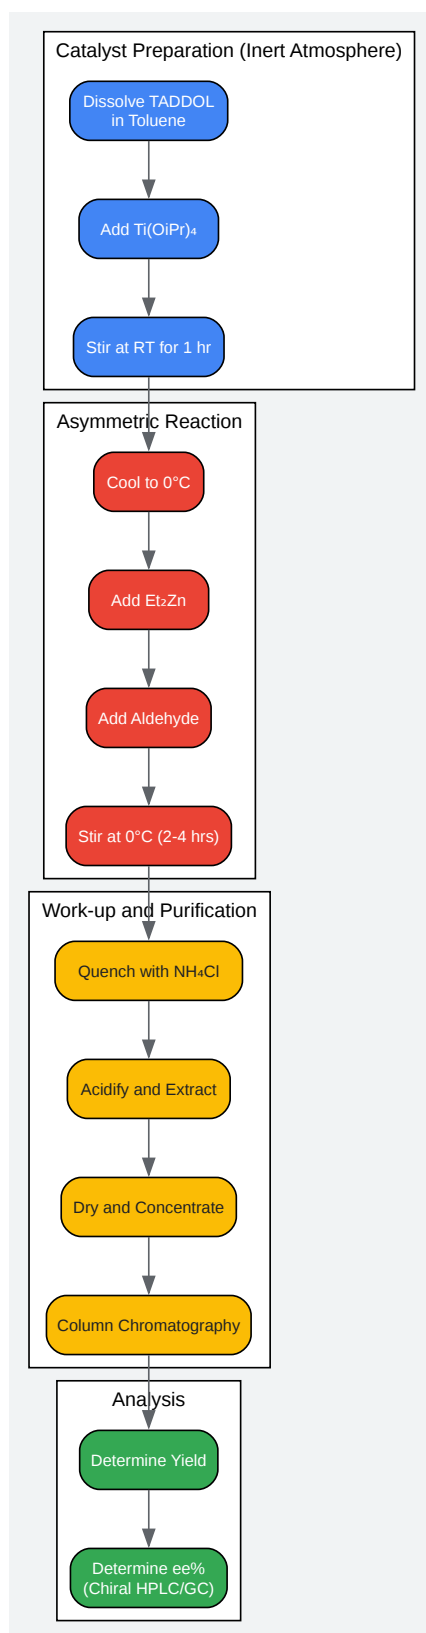 Catalyst Preparation (Inert Atmosphere)
Dissolve TADDOL
in Toluene
Add Ti(OiPr)₄
Stir at RT for 1 hr
Asymmetric Reaction
Cool to 0°C
Add Et₂Zn
Add Aldehyde
Stir at 0°C (2-4 hrs)
Work-up and Purification
Quench with NH₄Cl
Acidify and Extract
Dry and Concentrate
Column Chromatography
Analysis
Determine Yield
Determine ee%
(Chiral HPLC/GC)